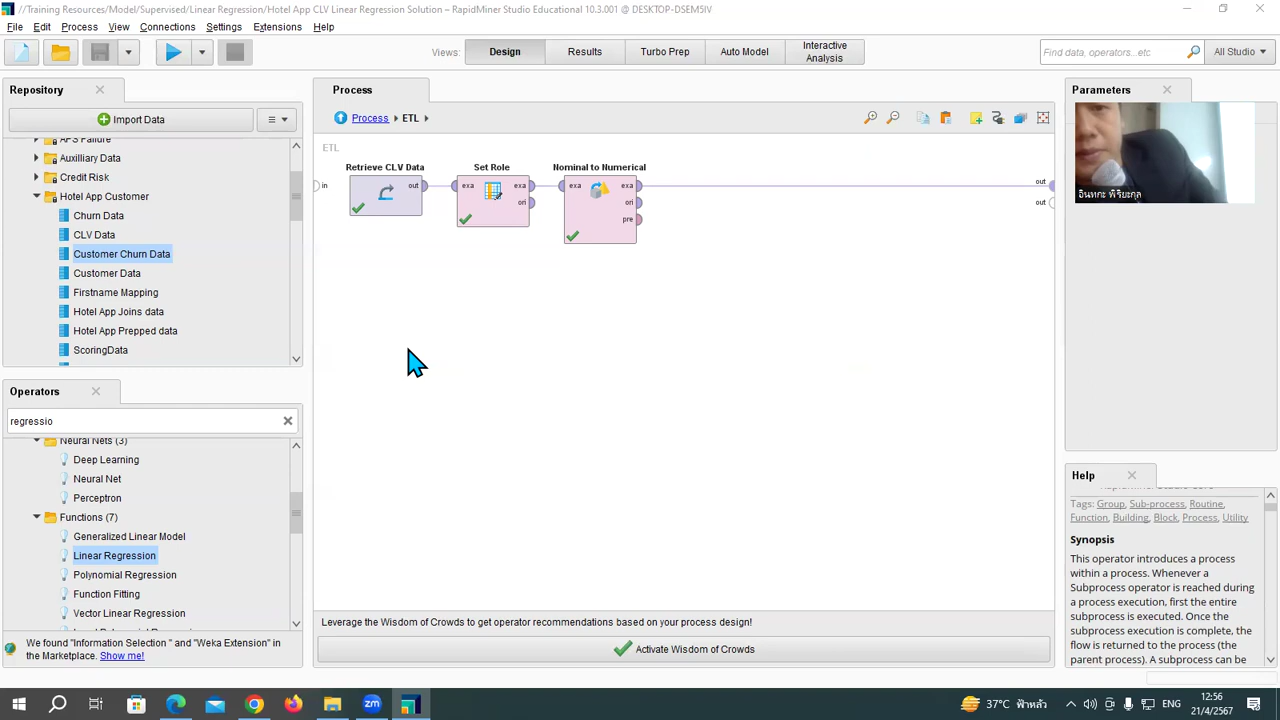 //Training Resources/Model/Supervised/Linear Regression/Hotel App CLV Linear Regression Solution – RapidMiner Studio Educational 10.3.001 @ DESKTOP-DSEM5IV
File Edit Process View Connections Settings Extensions Help
Views: Design Results Turbo Prep Auto Model Interactive Analysis
Find data, operators...etc
All Studio
Repository
Import Data
APS Failure
Auxilliary Data
Credit Risk
Hotel App Customer
Churn Data
CLV Data
Customer Churn Data
Customer Data
Firstname Mapping
Hotel App Joins data
Hotel App Prepped data
ScoringData
Operators
regressio
Neural Nets (3)
Deep Learning
Neural Net
Perceptron
Functions (7)
Generalized Linear Model
Linear Regression
Polynomial Regression
Function Fitting
Vector Linear Regression
We found "Information Selection " and "Weka Extension" in
the Marketplace. Show me!
Process
Process ETL
ETL
Retrieve CLV Data
Set Role
Nominal to Numerical
in
out
exa
exa
ori
exa
exa
ori
pre
out
out
Leverage the Wisdom of Crowds to get operator recommendations based on your process design!
Activate Wisdom of Crowds
Parameters
อินทกะ พิริยะกุล
Help
Tags: Group, Sub-process, Routine,
Function, Building, Block, Process, Utility
Synopsis
This operator introduces a process
within a process. Whenever a
Subprocess operator is reached during
a process execution, first the entire
subprocess is executed. Once the
subprocess execution is complete, the
flow is returned to the process (the
parent process). A subprocess can be
37°C ฟ้าหลัว
ENG
12:56
21/4/2567